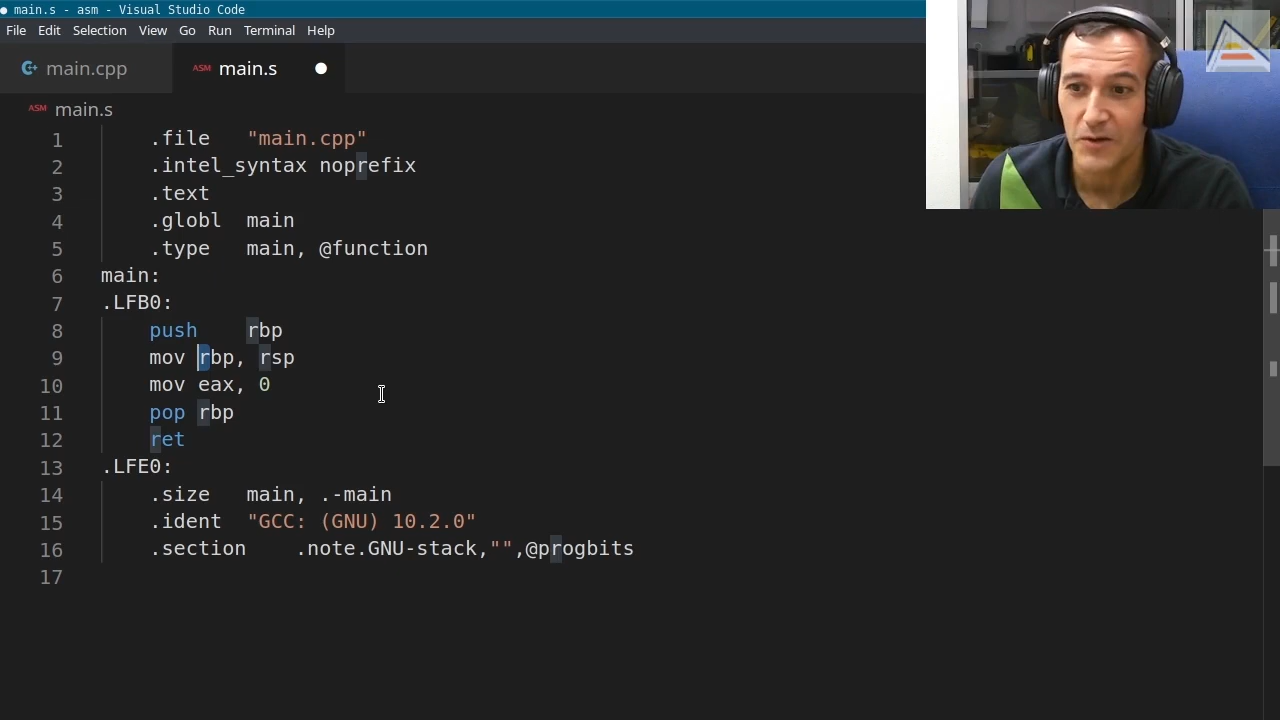 main.s - asm - Visual Studio Code
File Edit Selection View Go Run Terminal Help
main.cpp ASM main.s
ASM main.s
1 .file "main.cpp"
2 .intel_syntax noprefix
3 .text
4 .globl main
5 .type main, @function
6 main:
7 .LFB0:
8 push rbp
9 mov rbp, rsp
10 mov eax, 0
11 pop rbp
12 ret
13 .LFE0:
14 .size main, .-main
15 .ident "GCC: (GNU) 10.2.0"
16 .section .note.GNU-stack,"",@progbits
17